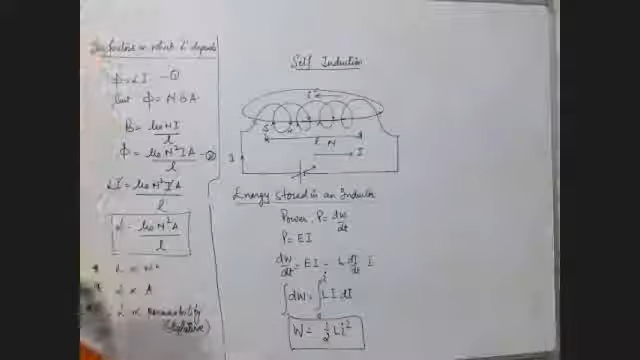 factors on which L depends
Φ = LI - ①
but Φ = NBA
B = μ₀NI / l
Φ = μ₀N²IA / l - ②
LI = μ₀N²IA / l
L = μ₀N²A / l
* L ∝ N²
* L ∝ A
L ∝ Permeability
(relative)
Self Induction
S
N
l
I
I
Energy stored in an Inductor
Power, P = dw/dt
P = EI
dw/dt = EI = L dI/dt I
∫dW = ∫LI dI
W = ½ Li²